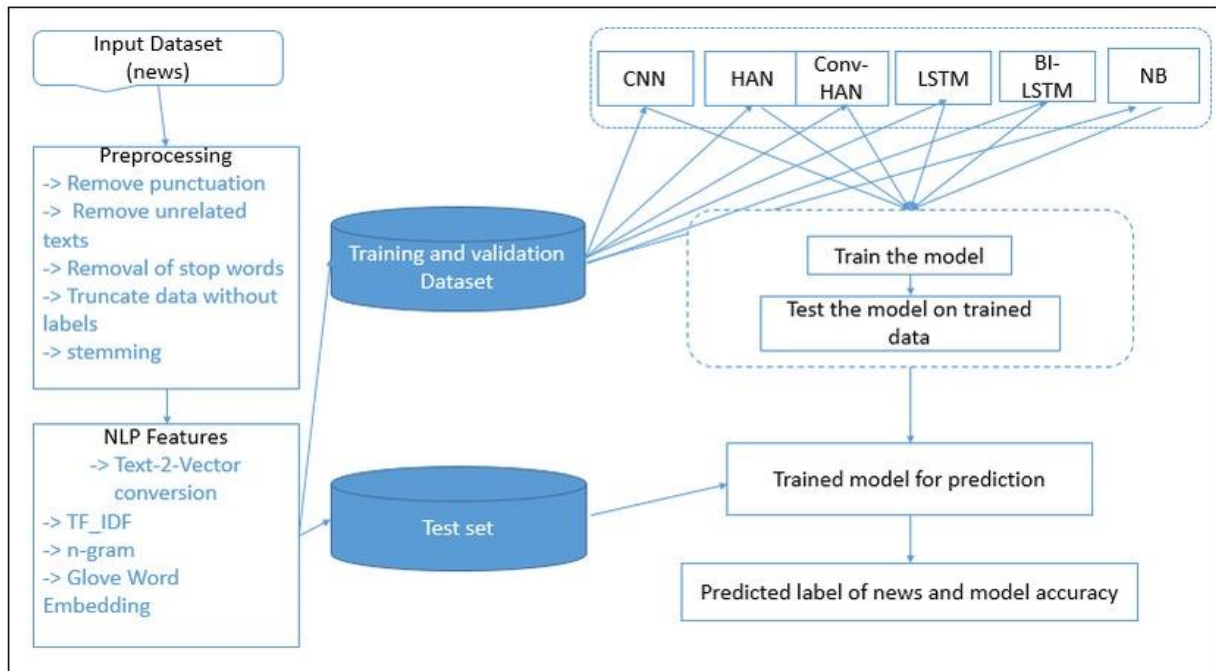 Input Dataset
(news)
Preprocessing
-> Remove punctuation
-> Remove unrelated
texts
-> Removal of stop words
-> Truncate data without
labels
-> stemming
NLP Features
-> Text-2-Vector
conversion
-> TF_IDF
-> n-gram
-> Glove Word
Embedding
Training and validation
Dataset
Test set
CNN
HAN
Conv-
HAN
LSTM
BI-
LSTM
NB
Train the model
Test the model on trained
data
Trained model for prediction
Predicted label of news and model accuracy